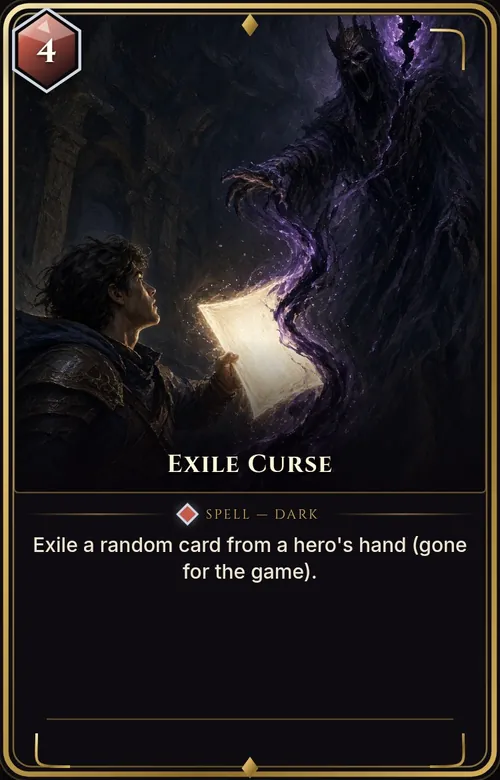 4
Exile Curse
SPELL — DARK
Exile a random card from a hero's hand (gone
for the game).